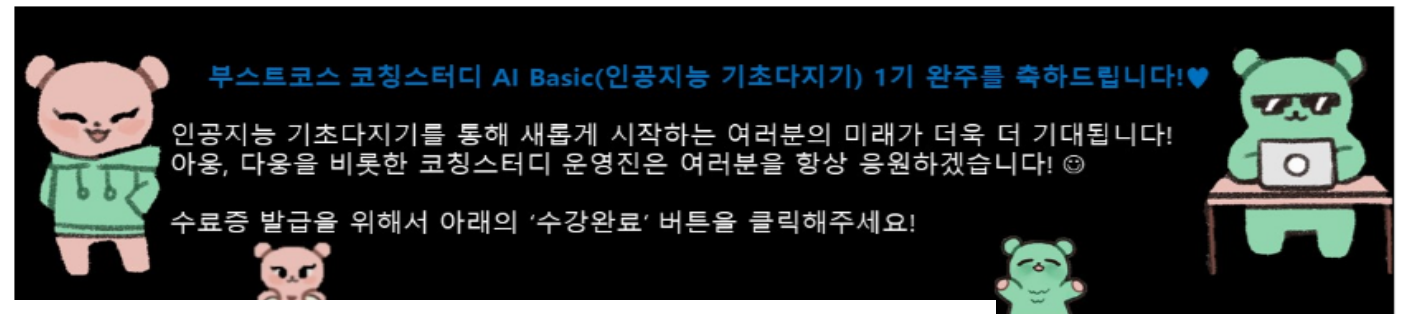 부스트코스 코칭스터디 AI Basic(인공지능 기초다지기) 1기 완주를 축하드립니다!♥
인공지능 기초다지기를 통해 새롭게 시작하는 여러분의 미래가 더욱 더 기대됩니다!
아웅, 다웅을 비롯한 코칭스터디 운영진은 여러분을 항상 응원하겠습니다! ☺
수료증 발급을 위해서 아래의 ‘수강완료’ 버튼을 클릭해주세요!